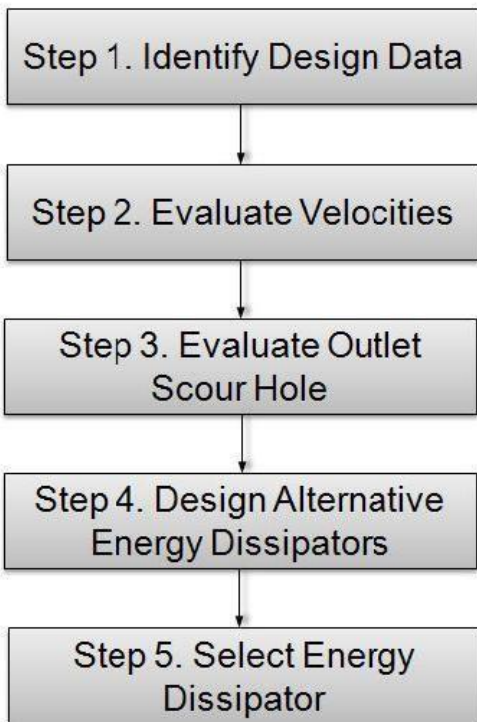 Step 1. Identify Design Data
Step 2. Evaluate Velocities
Step 3. Evaluate Outlet
Scour Hole
Step 4. Design Alternative
Energy Dissipators
Step 5. Select Energy
Dissipator